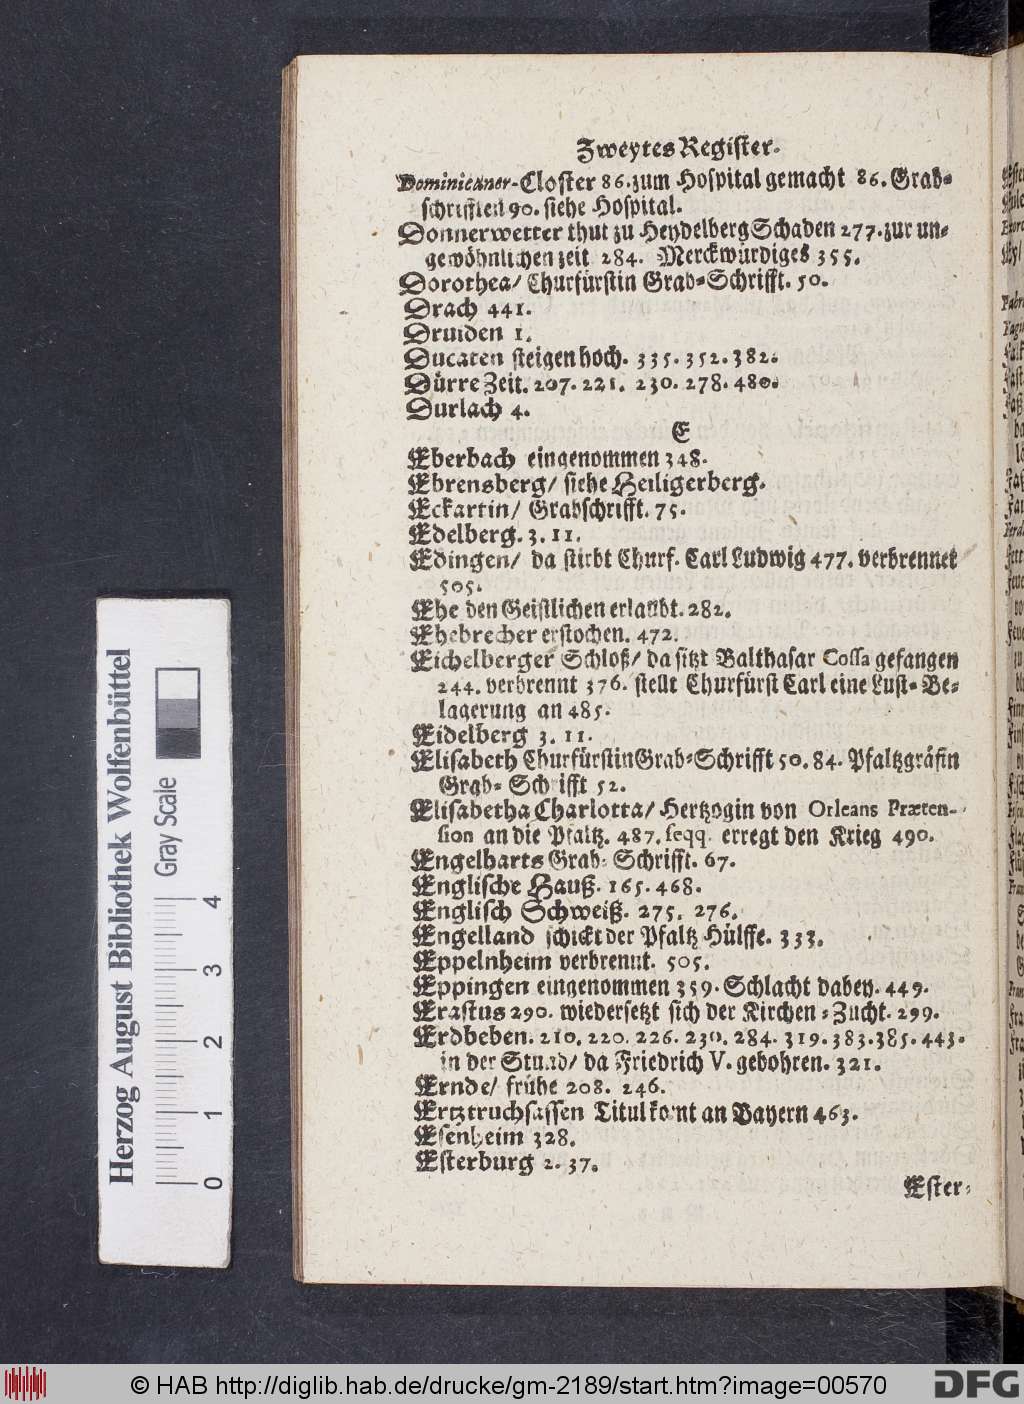 Zweytes Register.
Dominicaner-Closter 86. zum Hospital gemacht 86. Grab-
schrifften 90. siehe Hospital.
Donnerwetter thut zu Heydelberg Schaden 277. zur un-
gewöhnlichen zeit 284. Merckwürdiges 355.
Dorothea/ Churfürstin Grab-Schrifft. 50.
Drach 441.
Druiden 1.
Ducaten steigen hoch. 335. 352. 382.
Dürre Zeit. 207. 221. 230. 278. 480.
Durlach 4.
E
Eberbach eingenommen 348.
Ebrensberg/ siehe Heiligerberg.
Eckartin/ Grabschrifft. 75.
Edelberg. 3. 11.
Edingen/ da stirbt Churf. Carl Ludwig 477. verbrennet
505.
Ehe den Geistlichen erlaubt. 282.
Ehebrecher erstochen. 472.
Eichelberger Schloß/ da sitzt Balthasar Cossa gefangen
244. verbrennt 376. stellt Churfürst Carl eine Lust-Be-
lagerung an 485.
Eidelberg 3. 11.
Elisabeth Churfürstin Grab-Schrifft 50. 84. Pfaltzgräfin
Grab-Schrifft 52.
Elisabetha Charlotta/ Hertzogin von Orleans Præten-
sion an die Pfaltz. 487. seqq. erregt den Krieg 490.
Engelharts Grab-Schrifft. 67.
Englische Hauß. 165. 468.
Englisch Schweiß. 275. 276.
Engelland schickt der Pfaltz Hülffe. 333.
Eppelnheim verbrennt. 505.
Eppingen eingenommen 359. Schlacht dabey. 449.
Erastus 290. wiedersetzt sich der Kirchen-Zucht. 299.
Erdbeben. 210. 220. 226. 230. 284. 319. 383. 385. 443.
in der Stund/ da Friedrich V. gebohren. 321.
Ernde/ frühe 208. 246.
Ertztruchsassen Titul komt an Bayern 463.
Esenheim 328.
Esterburg 2. 37.
Ester-
Herzog August Bibliothek Wolfenbüttel
Gray Scale
0 1 2 3 4
© HAB http://diglib.hab.de/drucke/gm-2189/start.htm?image=00570
DFG